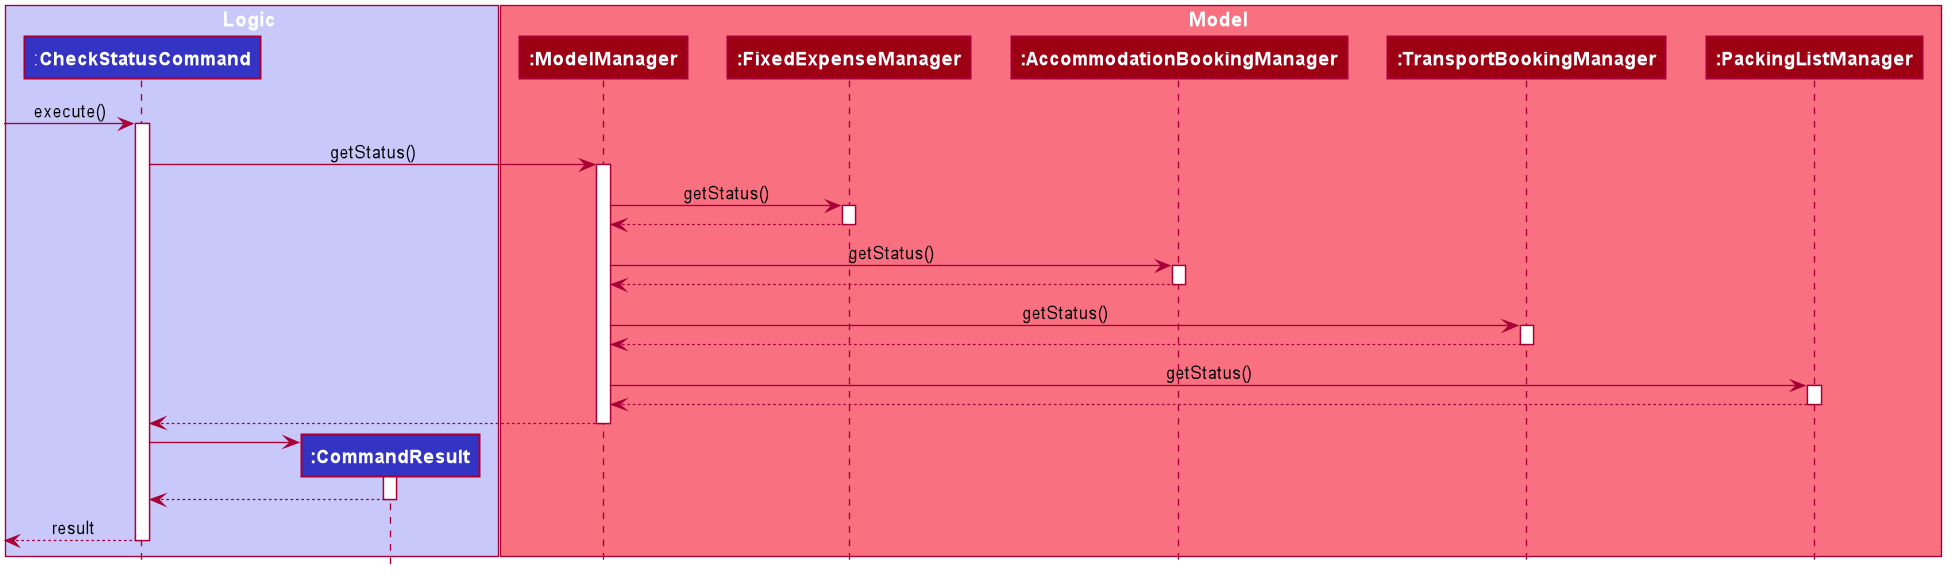 Logic
Model
:CheckStatusCommand
:ModelManager
:FixedExpenseManager
:AccommodationBookingManager
:TransportBookingManager
:PackingListManager
execute()
getStatus()
getStatus()
getStatus()
getStatus()
getStatus()
:CommandResult
result